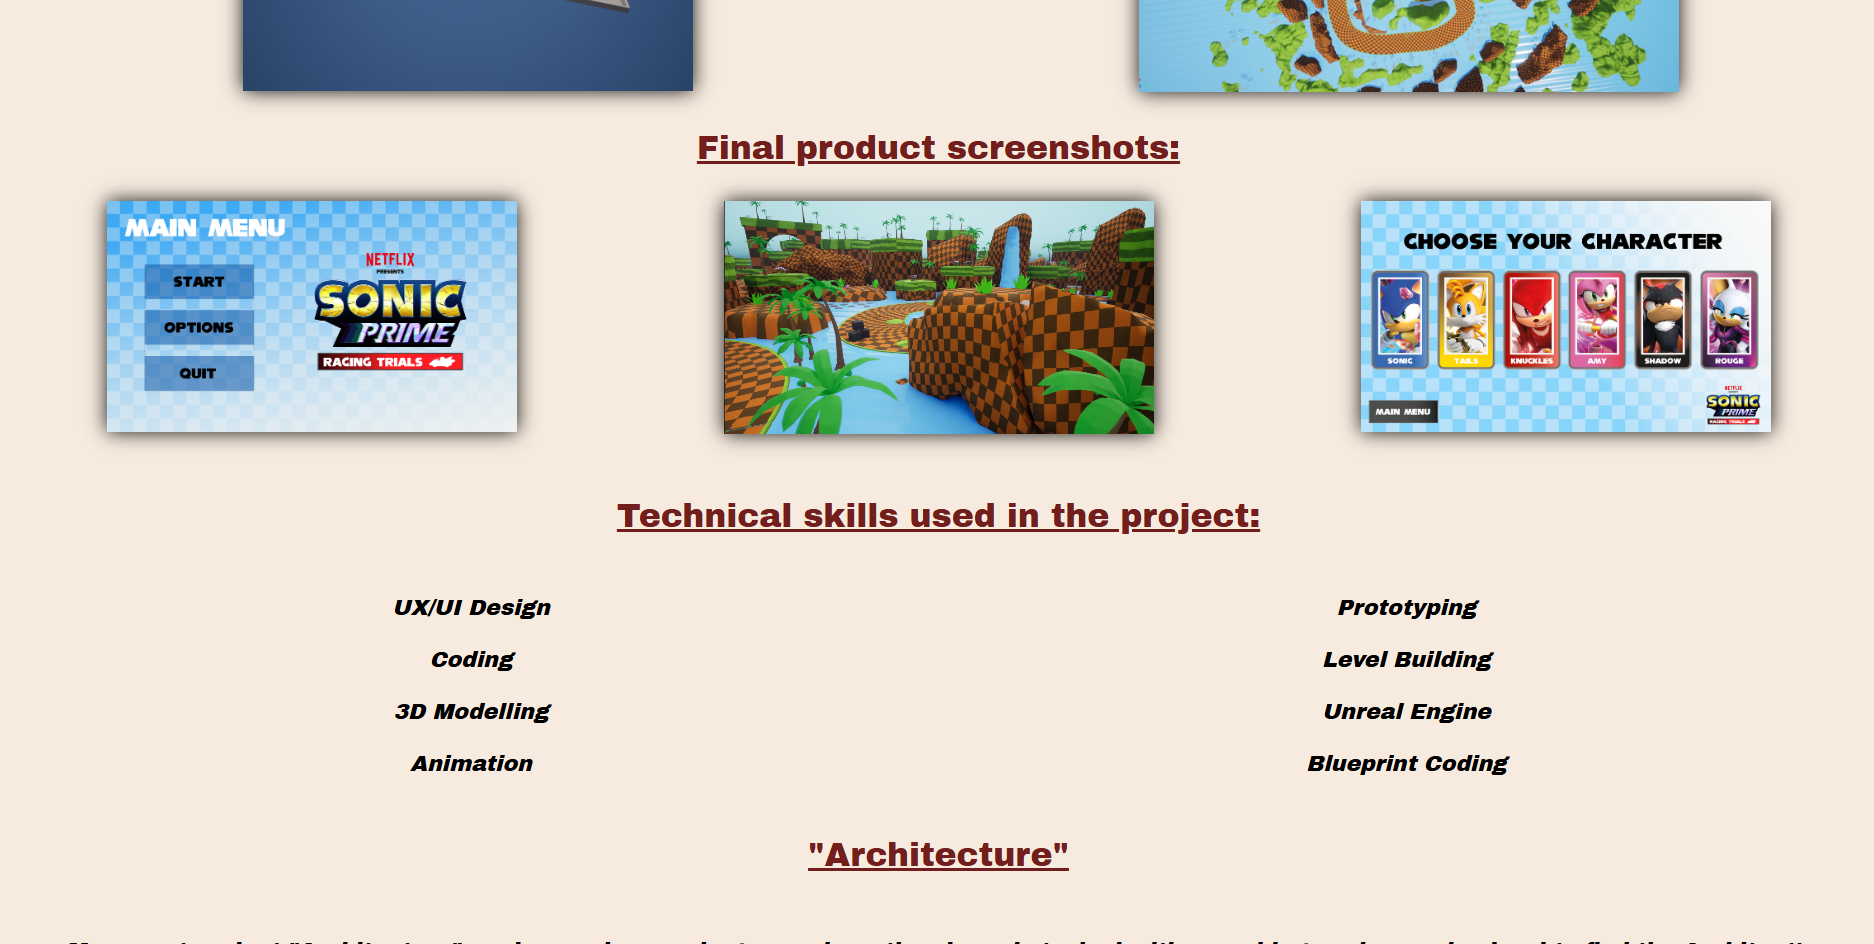 Final product screenshots:
MAIN MENU
START
OPTIONS
QUIT
NETFLIX
PRESENTS
SONIC
PRIME
RACING TRIALS
CHOOSE YOUR CHARACTER
SONIC TAILS KNUCKLES AMY SHADOW ROUGE
MAIN MENU
NETFLIX
SONIC
PRIME
RACING TRIALS
Technical skills used in the project:
UX/UI Design
Coding
3D Modelling
Animation
Prototyping
Level Building
Unreal Engine
Blueprint Coding
"Architecture"